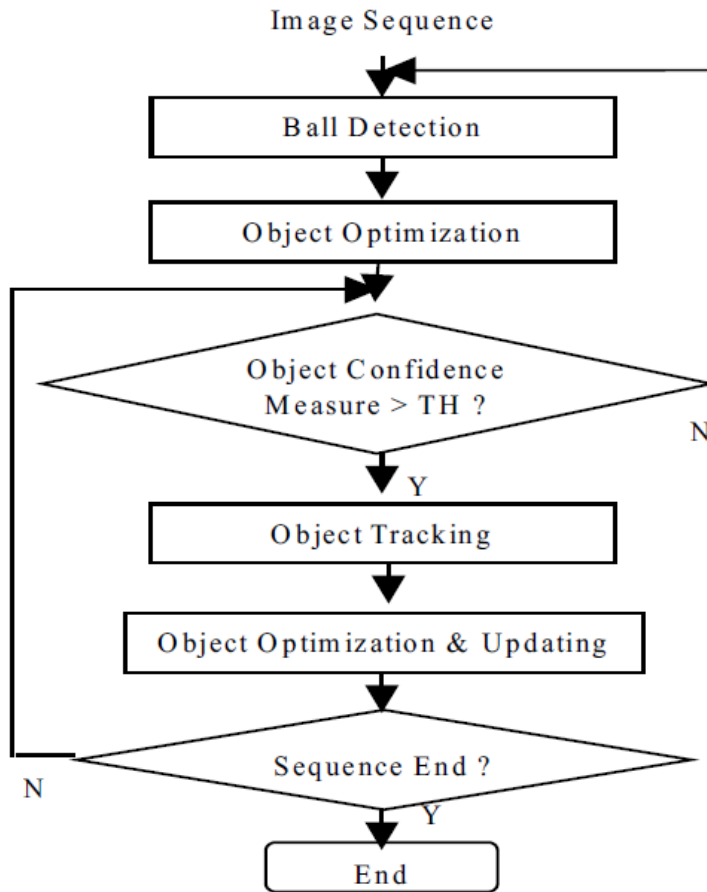 Image Sequence
Ball Detection
Object Optimization
Object Confidence
Measure > TH ?
N
Y
Object Tracking
Object Optimization & Updating
Sequence End ?
N
Y
End